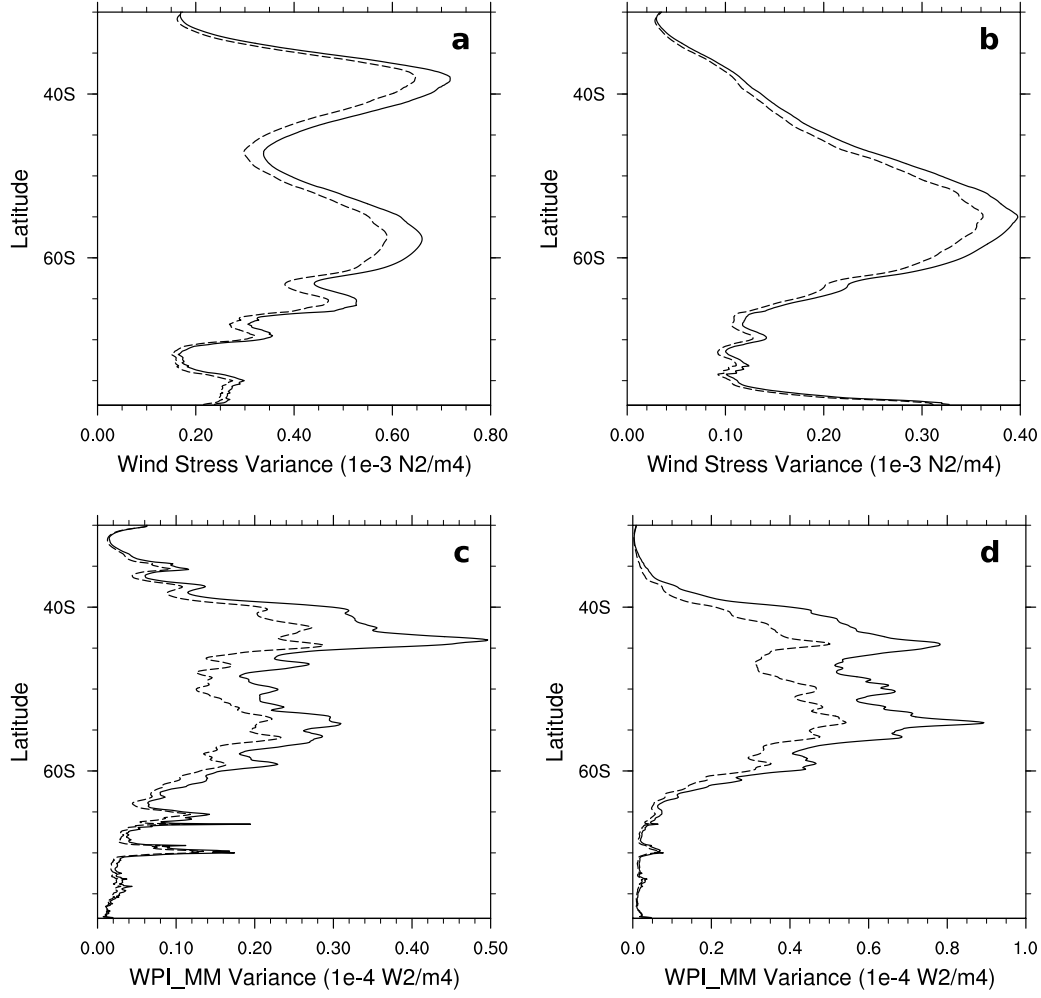 a
b
40S
60S
Latitude
0.00 0.20 0.40 0.60 0.80
Wind Stress Variance (1e-3 N2/m4)
40S
60S
Latitude
0.00 0.10 0.20 0.30 0.40
Wind Stress Variance (1e-3 N2/m4)
c
d
40S
60S
Latitude
0.00 0.10 0.20 0.30 0.40 0.50
WPI_MM Variance (1e-4 W2/m4)
40S
60S
Latitude
0.0 0.2 0.4 0.6 0.8 1.0
WPI_MM Variance (1e-4 W2/m4)